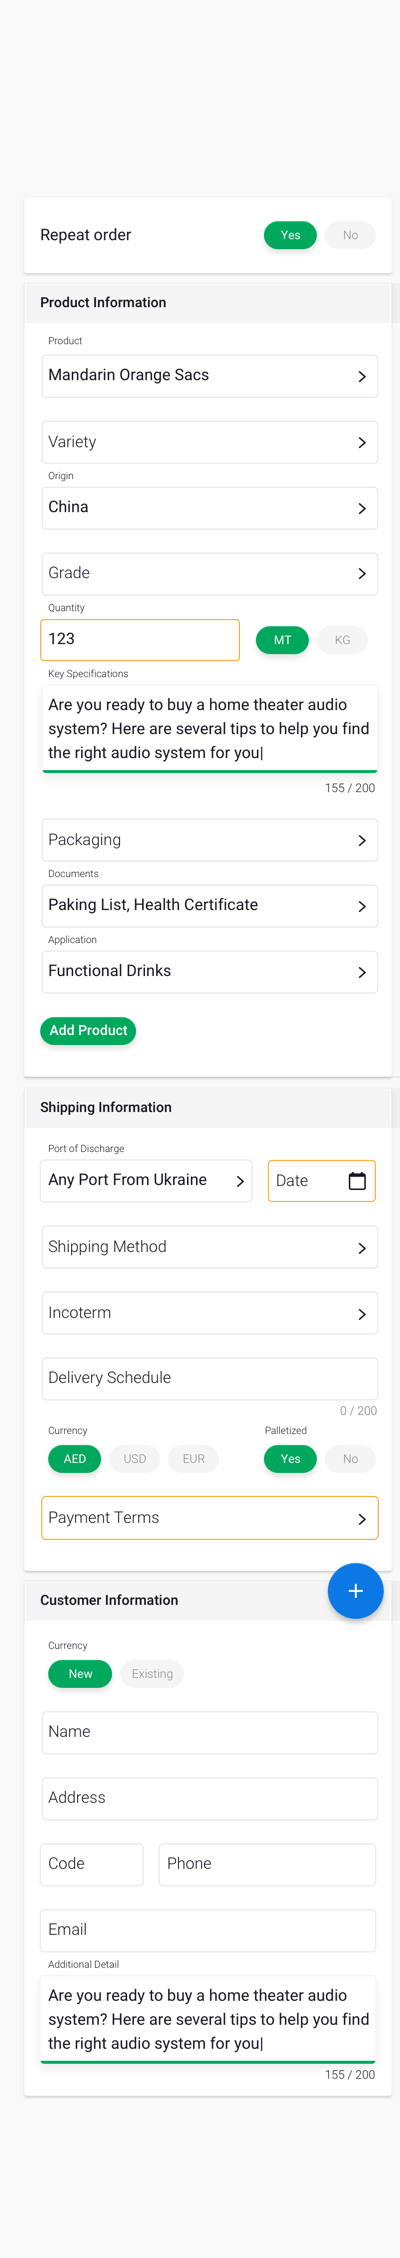 Repeat order
Yes
No
Product Information
Product
Mandarin Orange Sacs
Variety
Origin
China
Grade
Quantity
123
MT
KG
Key Specifications
Are you ready to buy a home theater audio
system? Here are several tips to help you find
the right audio system for you|
155 / 200
Packaging
Documents
Paking List, Health Certificate
Application
Functional Drinks
Add Product
Shipping Information
Port of Discharge
Any Port From Ukraine
Date
Shipping Method
Incoterm
Delivery Schedule
0 / 200
Currency
Palletized
AED
USD
EUR
Yes
No
Payment Terms
Customer Information
Currency
New
Existing
Name
Address
Code
Phone
Email
Additional Detail
Are you ready to buy a home theater audio
system? Here are several tips to help you find
the right audio system for you|
155 / 200